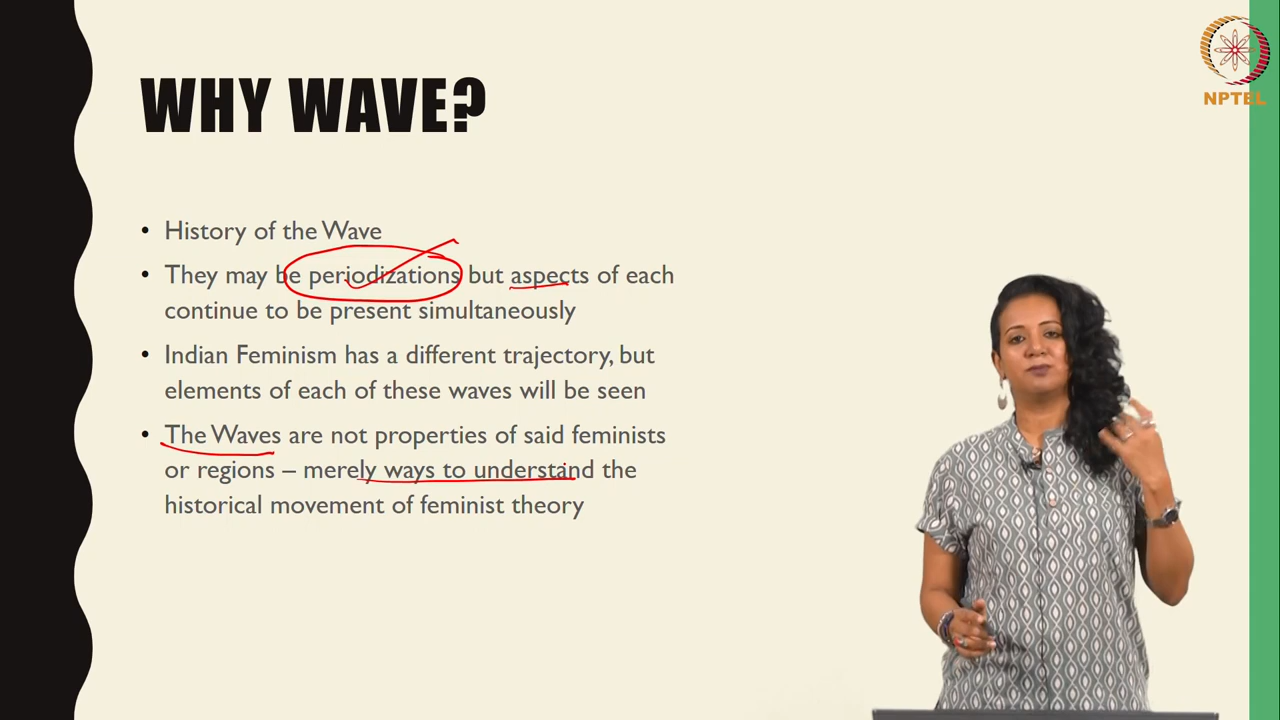 WHY WAVE?
• History of the Wave
• They may be periodizations but aspects of each
continue to be present simultaneously
• Indian Feminism has a different trajectory, but
elements of each of these waves will be seen
• The Waves are not properties of said feminists
or regions – merely ways to understand the
historical movement of feminist theory
NPTEL